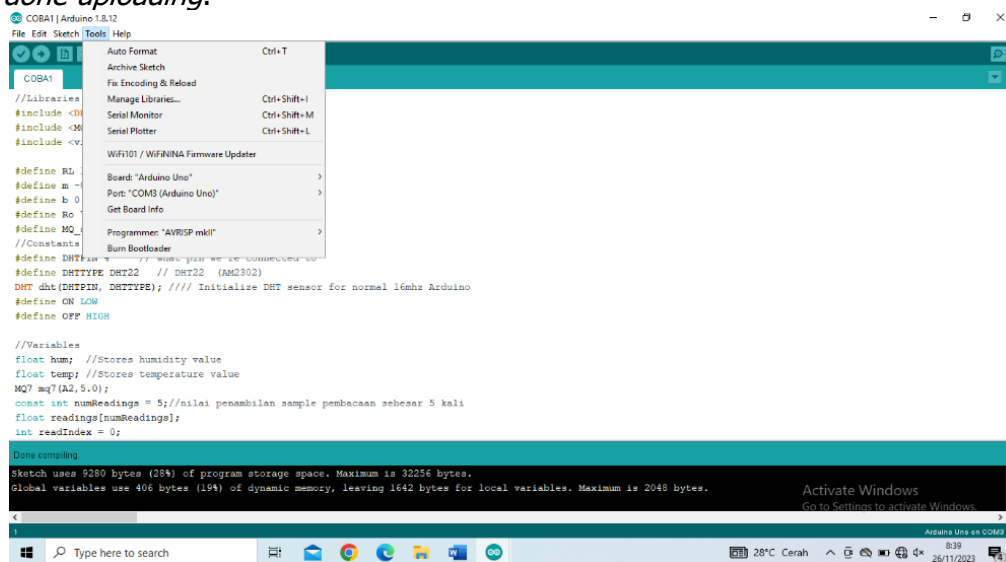 done uploading.
COBA1 | Arduino 1.8.12
File Edit Sketch Tools Help
Auto Format Ctrl+T
Archive Sketch
Fix Encoding & Reload
Manage Libraries... Ctrl+Shift+I
Serial Monitor Ctrl+Shift+M
Serial Plotter Ctrl+Shift+L
WiFi101 / WiFiNINA Firmware Updater
Board: "Arduino Uno"
Port: "COM3 (Arduino Uno)"
Get Board Info
Programmer: "AVRISP mkII"
Burn Bootloader
COBA1
//Libraries
#include
#include
#include
#define RL
#define m
#define b 0
#define Ro
#define MQ_
//Constants
#define DHTPIN // what pin we're connected to
#define DHTTYPE DHT22 // DHT22 (AM2302)
DHT dht(DHTPIN, DHTTYPE); //// Initialize DHT sensor for normal 16mhz Arduino
#define ON LOW
#define OFF HIGH
//Variables
float hum; //Stores humidity value
float temp; //Stores temperature value
MQ7 mq7(A2,5.0);
const int numReadings = 5;//nilai penambilan sample pembacaan sebesar 5 kali
float readings[numReadings];
int readIndex = 0;
Done compiling.
Sketch uses 9280 bytes (28%) of program storage space. Maximum is 32256 bytes.
Global variables use 406 bytes (19%) of dynamic memory, leaving 1642 bytes for local variables. Maximum is 2048 bytes.
Activate Windows
Go to Settings to activate Windows.
1 Arduino Uno on COM3
Type here to search
28°C Cerah
8:39
26/11/2023